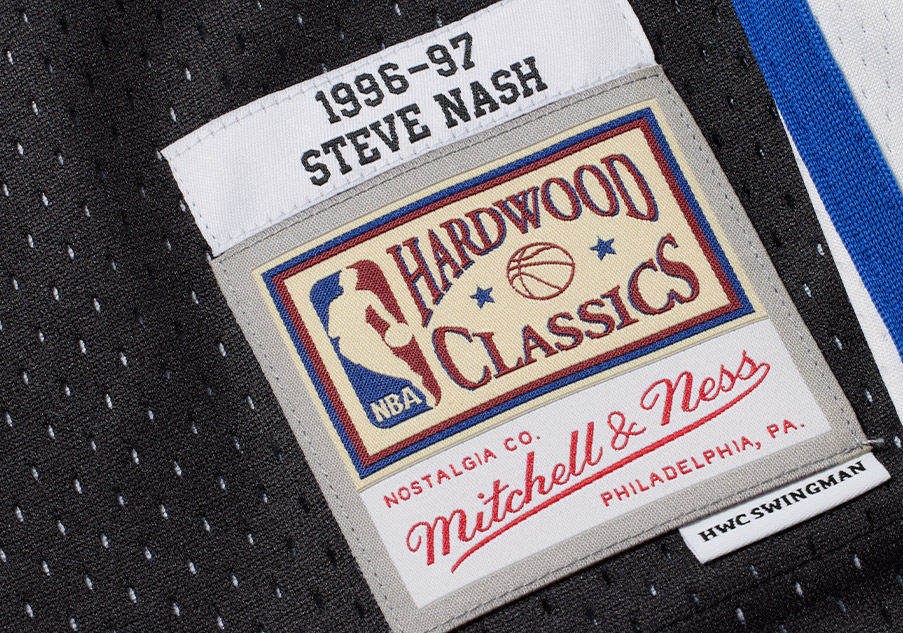 1996-97
STEVE NASH
HARDWOOD
CLASSICS
NBA
NOSTALGIA CO.
Mitchell & Ness
PHILADELPHIA, PA.
HWC SWINGMAN